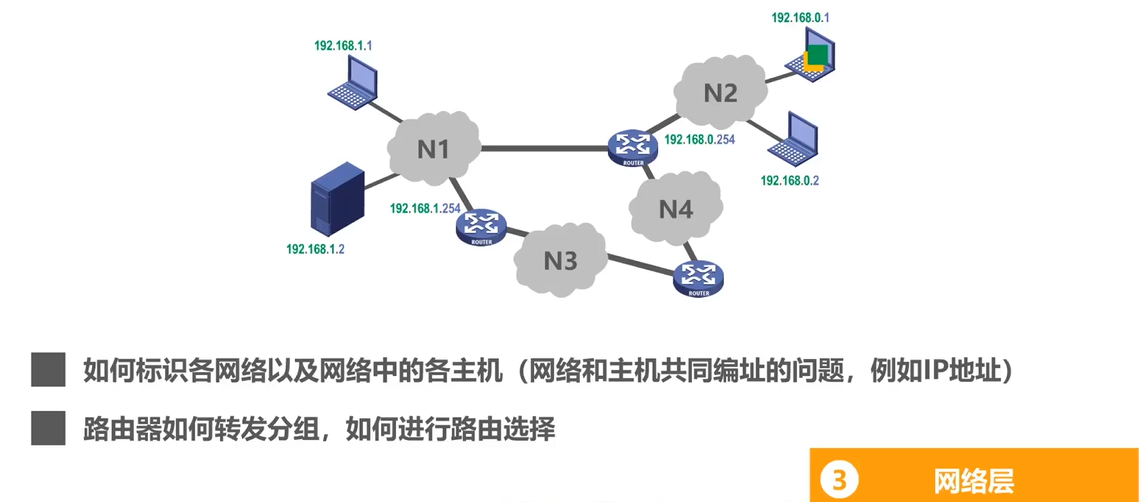 192.168.0.1
192.168.1.1
N2
N1
192.168.0.254
ROUTER
192.168.0.2
192.168.1.254
N4
ROUTER
192.168.1.2
N3
ROUTER
如何标识各网络以及网络中的各主机（网络和主机共同编址的问题，例如IP地址）
路由器如何转发分组，如何进行路由选择
3 网络层